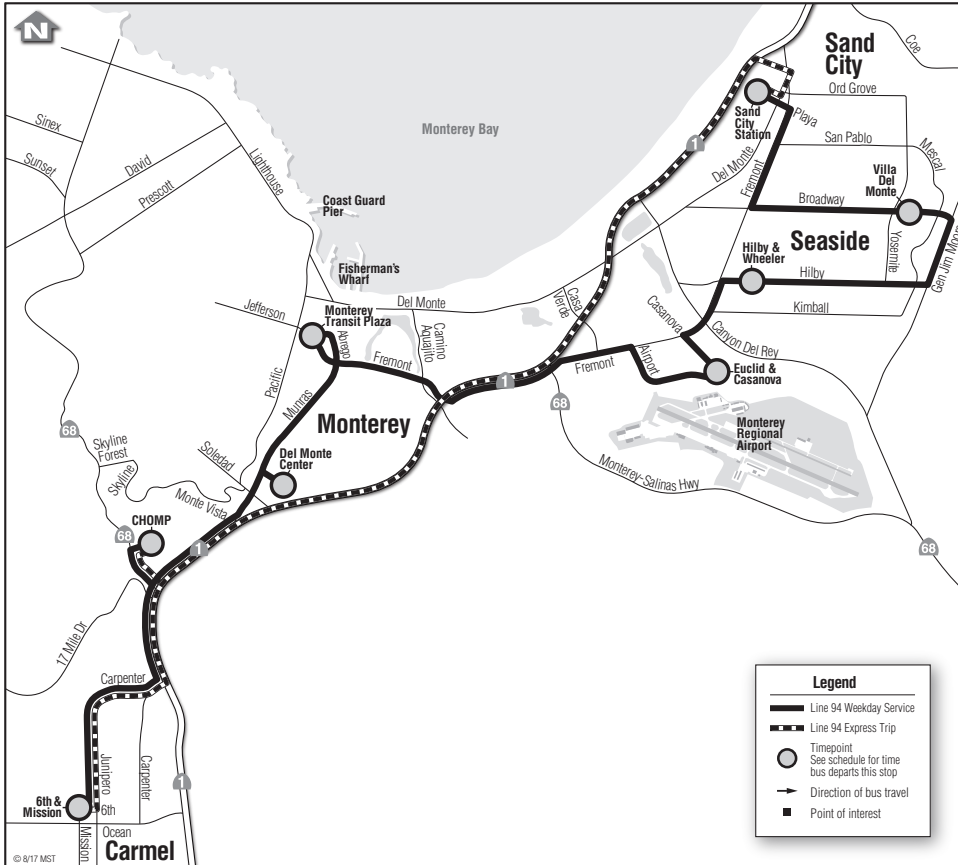 N
Sand
City
Coe
Ord Grove
Sand
City
Station
Playa
Sinex
Sunset
David
Prescott
Lighthouse
Monterey Bay
1
Del Monte
Fremont
San Pablo
Mescal
Villa
Del
Monte
Broadway
Coast Guard
Pier
Seaside
Yosemite
Gen Jim Moore
Hilby &
Wheeler
Hilby
Fisherman's
Wharf
Kimball
Jefferson
Monterey
Transit Plaza
Del Monte
Casa
Verde
Casanova
Canyon Del Rey
Abrego
Camino
Aguajito
Fremont
Pacific
Munras
1
Fremont
Airport
Euclid &
Casanova
68
Monterey
Monterey
Regional
Airport
68
Skyline
Forest
Skyline
Soledad
Del Monte
Center
Monterey-Salinas Hwy
Monte Vista
CHOMP
68
1
68
17 Mile Dr
Carpenter
Junipero
Carpenter
1
6th &
Mission
6th
Mission
Ocean
Carmel
© 8/17 MST
Legend
Line 94 Weekday Service
Line 94 Express Trip
Timepoint
See schedule for time
bus departs this stop
Direction of bus travel
Point of interest